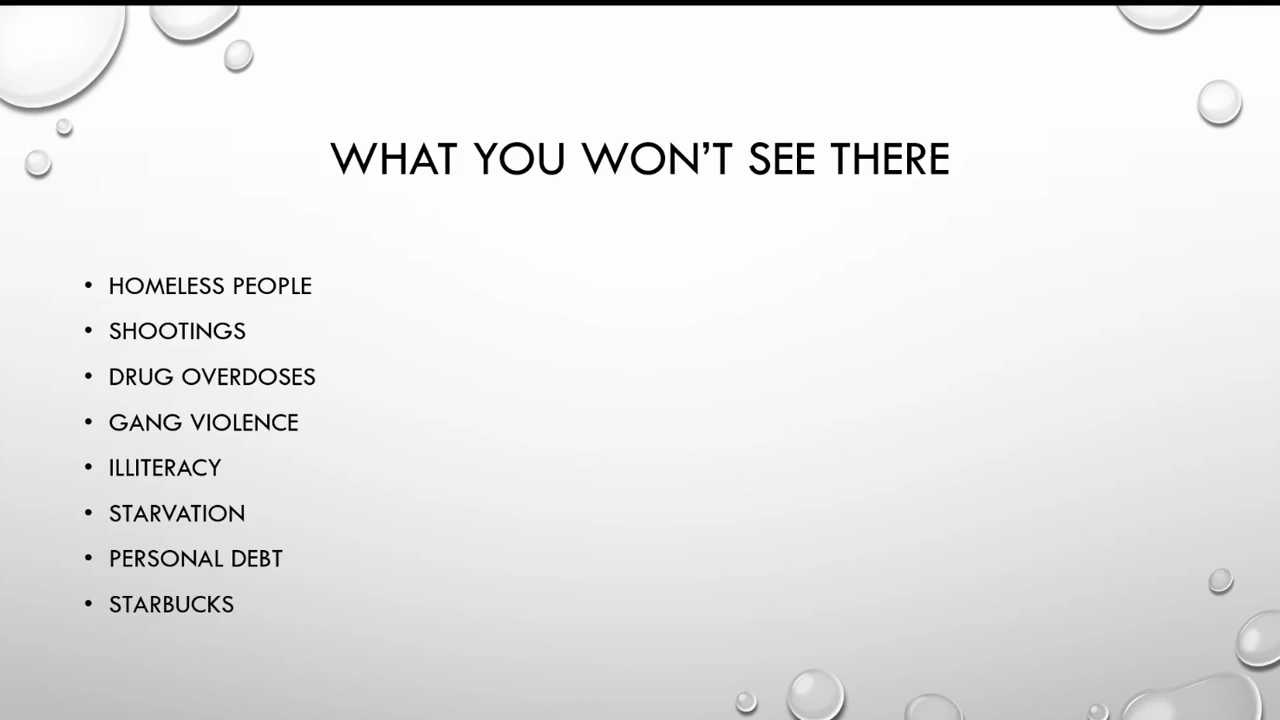 WHAT YOU WON’T SEE THERE
• HOMELESS PEOPLE
• SHOOTINGS
• DRUG OVERDOSES
• GANG VIOLENCE
• ILLITERACY
• STARVATION
• PERSONAL DEBT
• STARBUCKS